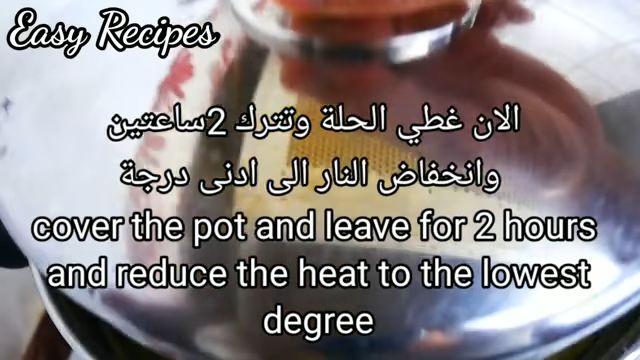 Easy Recipes
الان غطي الحلة وتترك 2ساعتين
وانخفاض النار الى ادنى درجة
cover the pot and leave for 2 hours
and reduce the heat to the lowest
degree